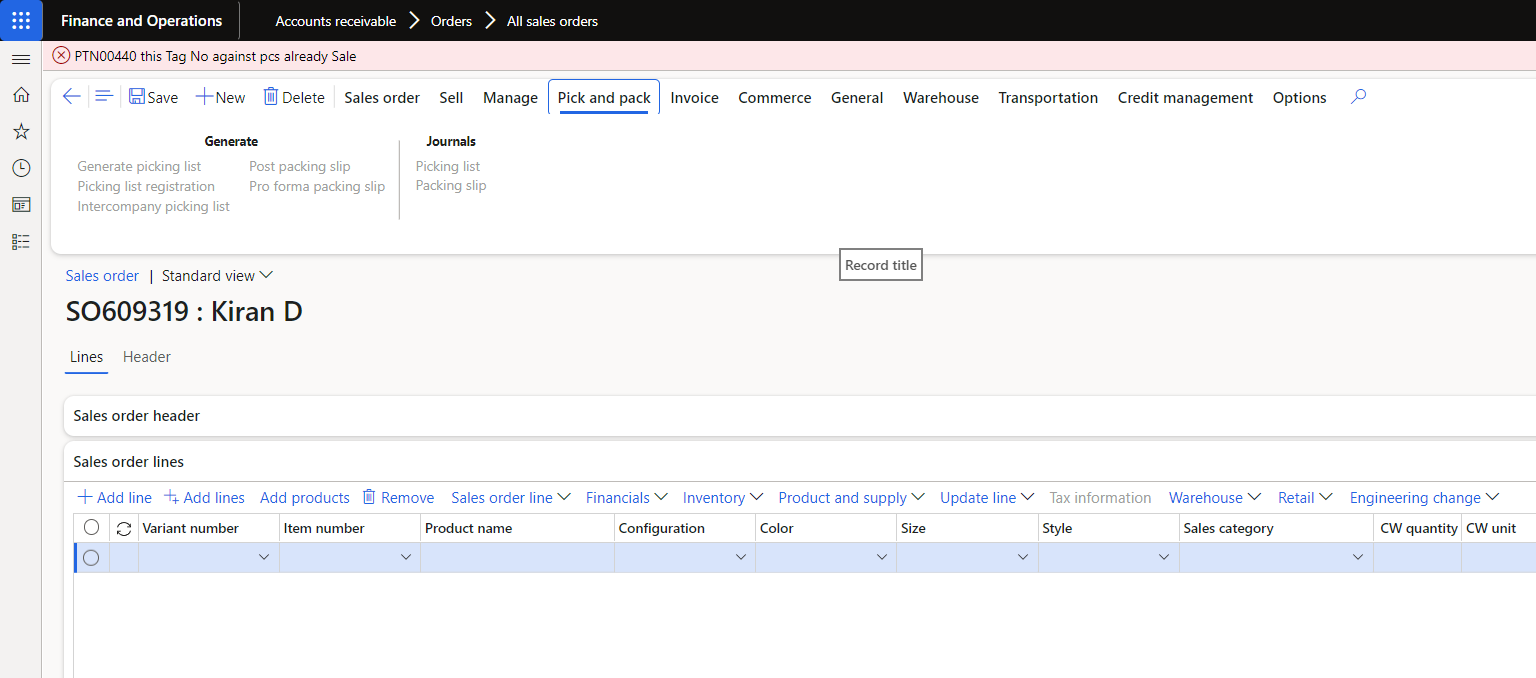 Finance and Operations Accounts receivable Orders All sales orders
PTN00440 this Tag No against pcs already Sale
Save New Delete Sales order Sell Manage Pick and pack Invoice Commerce General Warehouse Transportation Credit management Options
Generate Journals
Generate picking list Post packing slip Picking list
Picking list registration Pro forma packing slip Packing slip
Intercompany picking list
Record title
Sales order | Standard view
SO609319 : Kiran D
Lines Header
Sales order header
Sales order lines
Add line Add lines Add products Remove Sales order line Financials Inventory Product and supply Update line Tax information Warehouse Retail Engineering change
Variant number Item number Product name Configuration Color Size Style Sales category CW quantity CW unit